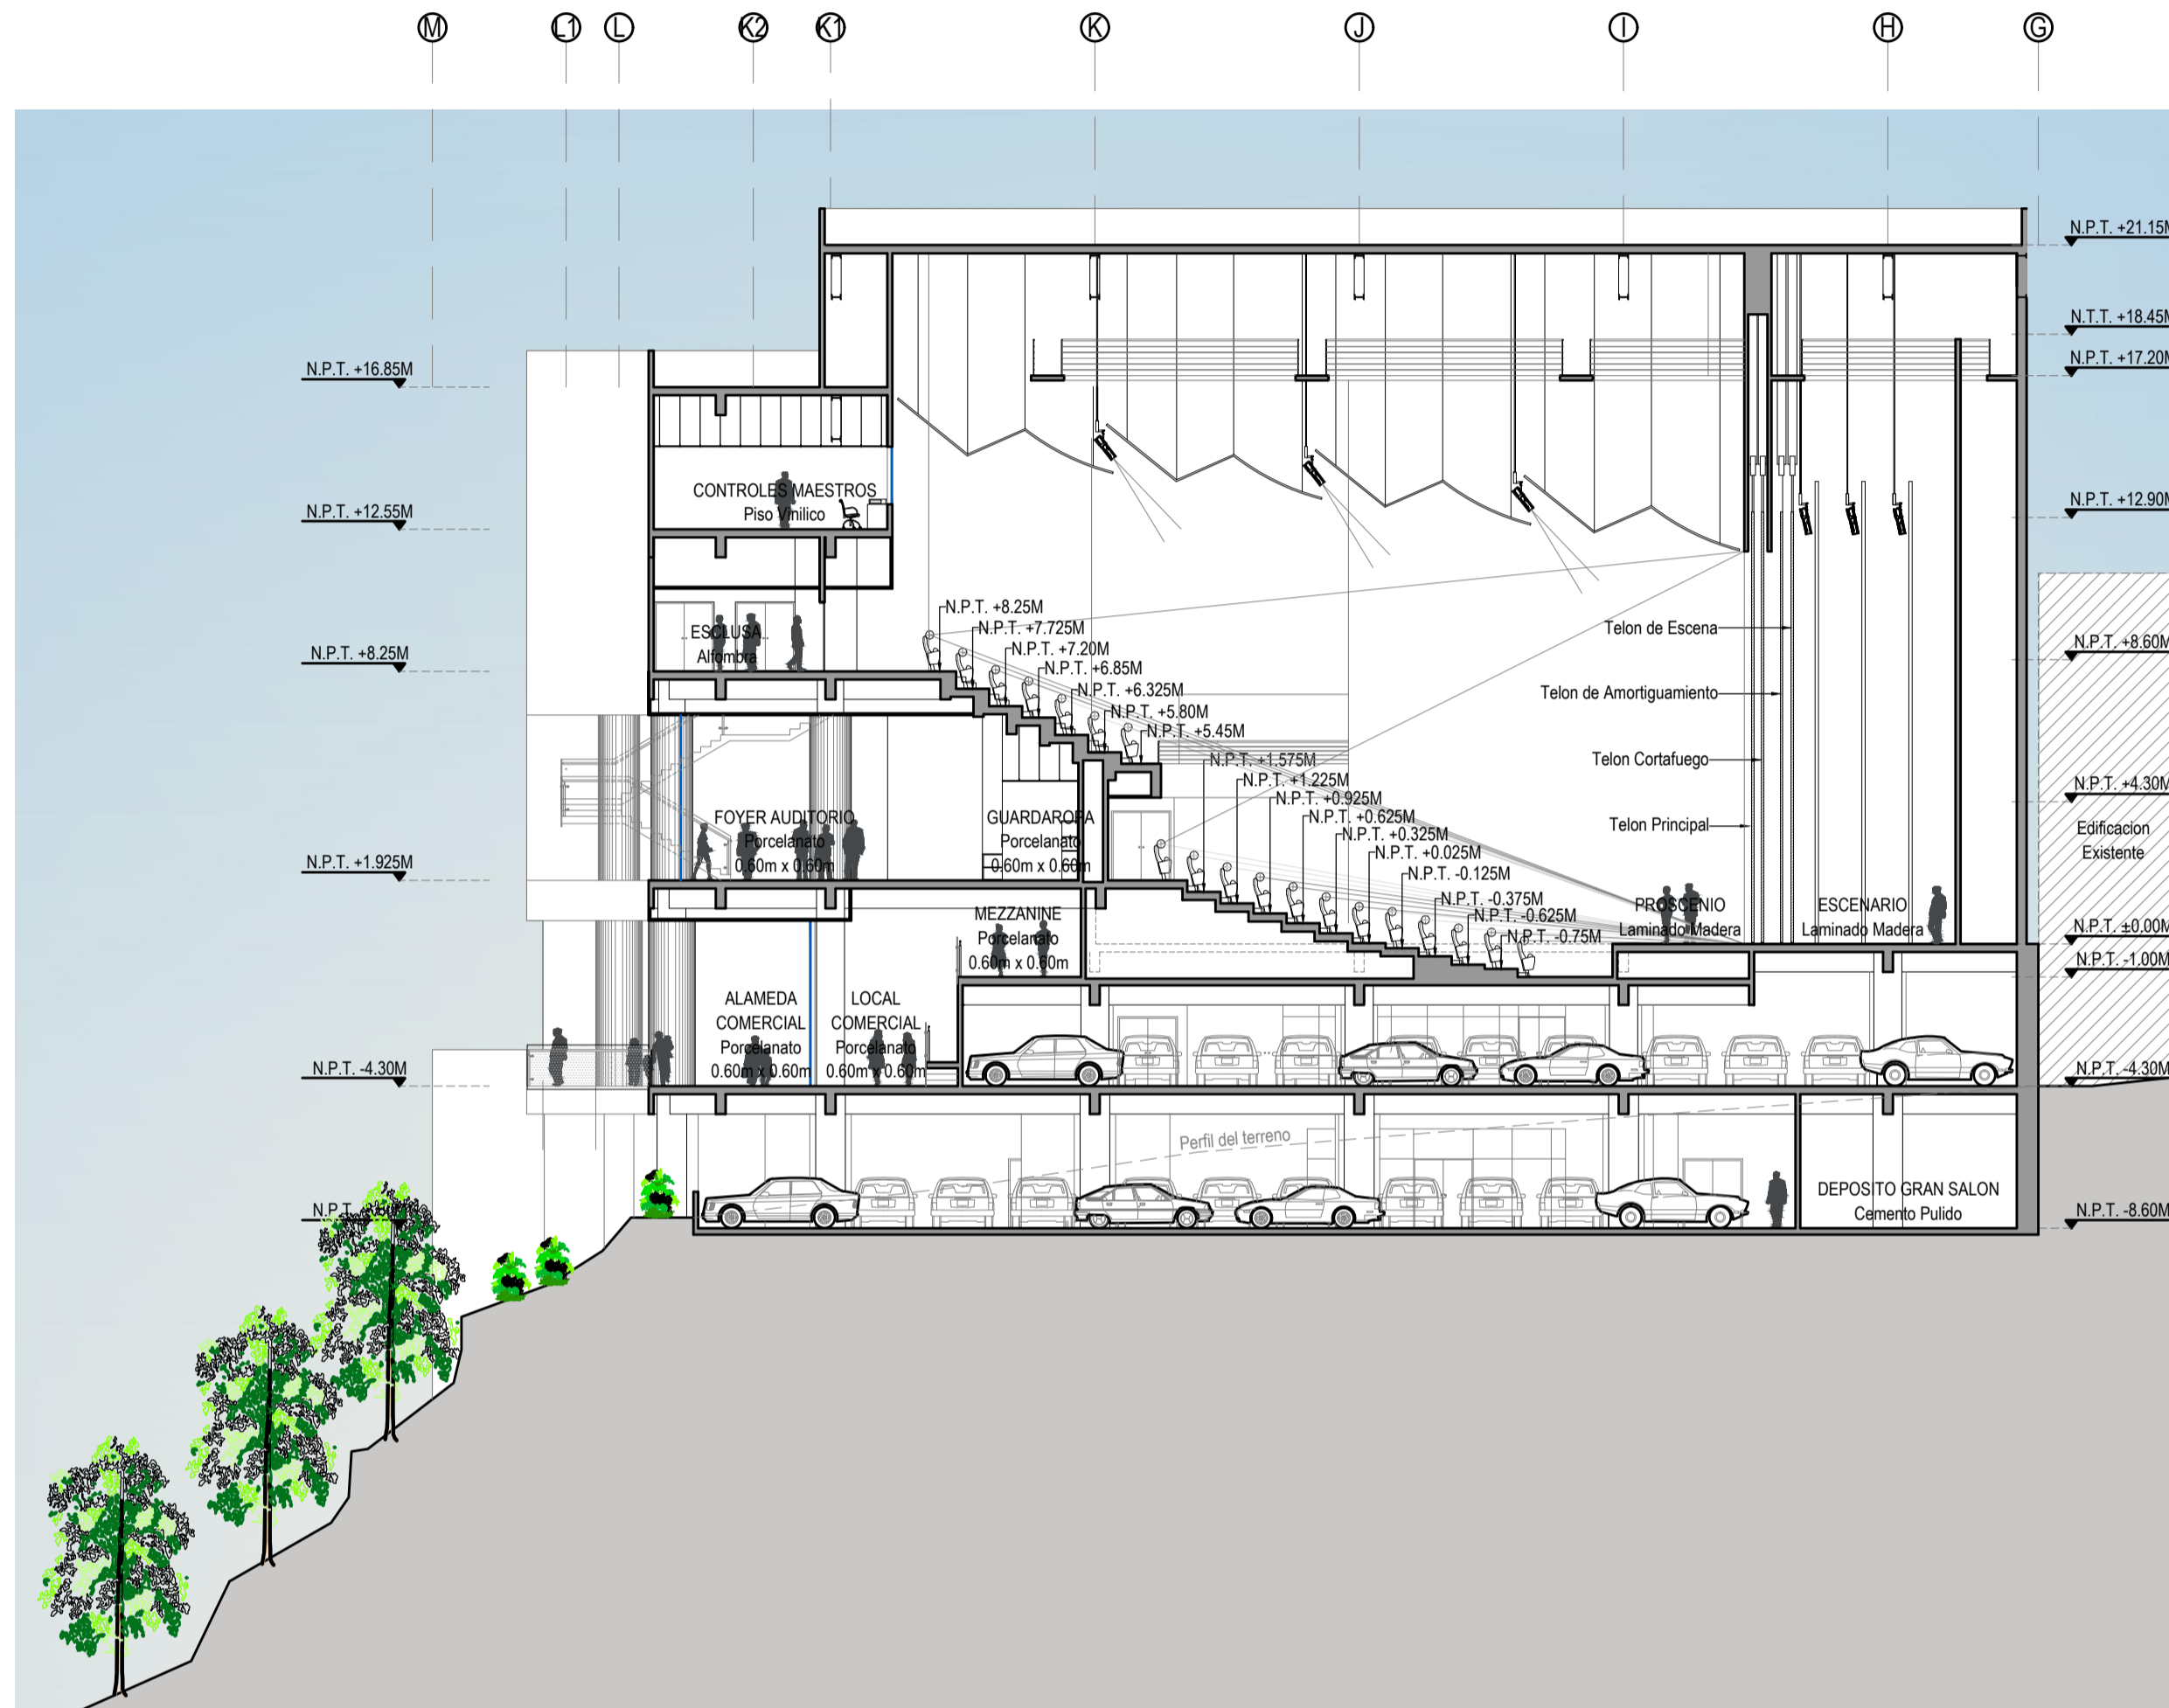 M L1 L K2 K1 K J I H G
N.P.T. +21.15M
N.T.T. +18.45M
N.P.T. +17.20M
N.P.T. +16.85M
CONTROLES MAESTROS
Piso Vinilico
N.P.T. +12.90M
N.P.T. +12.55M
N.P.T. +8.25M
N.P.T. +7.725M
N.P.T. +7.20M
N.P.T. +6.85M
N.P.T. +6.325M
N.P.T. +5.80M
N.P.T. +5.45M
ESCLUSA
Alfombra
Telon de Escena
N.P.T. +8.60M
N.P.T. +8.25M
Telon de Amortiguamiento
Telon Cortafuego
Telon Principal
N.P.T. +4.30M
Edificacion
Existente
N.P.T. +1.575M
N.P.T. +1.225M
N.P.T. +0.925M
N.P.T. +0.625M
N.P.T. +0.325M
N.P.T. +0.025M
N.P.T. -0.125M
N.P.T. -0.375M
N.P.T. -0.625M
N.P.T. -0.75M
FOYER AUDITORIO
Porcelanato
0.60m x 0.60m
GUARDAROPA
Porcelanato
0.60m x 0.60m
N.P.T. +1.925M
MEZZANINE
Porcelanato
0.60m x 0.60m
PROSCENIO
Laminado Madera
ESCENARIO
Laminado Madera
N.P.T. ±0.00M
N.P.T. -1.00M
ALAMEDA
COMERCIAL
Porcelanato
0.60m x 0.60m
LOCAL
COMERCIAL
Porcelanato
0.60m x 0.60m
N.P.T. -4.30M
N.P.T. -4.30M
Perfil del terreno
DEPOSITO GRAN SALON
Cemento Pulido
N.P.T.
N.P.T. -8.60M